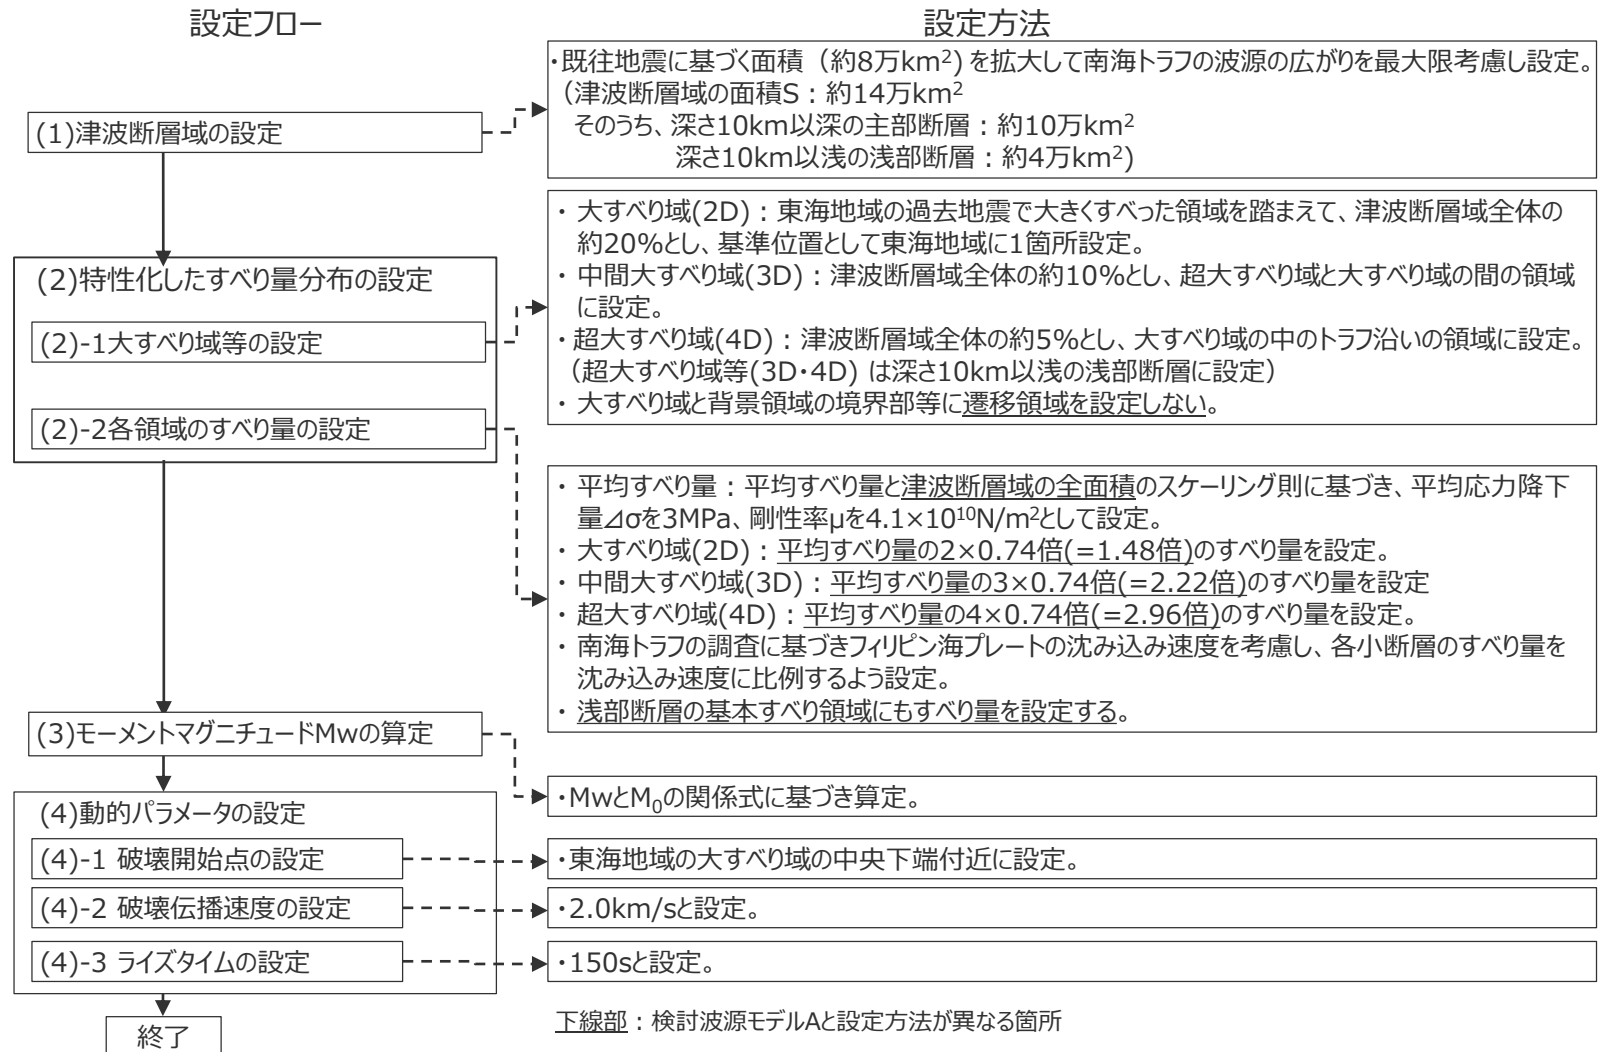 設定フロー
設定方法
(1)津波断層域の設定
・既往地震に基づく面積（約8万km²）を拡大して南海トラフの波源の広がりを最大限考慮し設定。
（津波断層域の面積S：約14万km²
そのうち、深さ10km以深の主部断層：約10万km²
深さ10km以浅の浅部断層：約4万km²)
(2)特性化したすべり量分布の設定
(2)-1大すべり域等の設定
・ 大すべり域(2D)：東海地域の過去地震で大きくすべった領域を踏まえて、津波断層域全体の
約20%とし、基準位置として東海地域に1箇所設定。
・ 中間大すべり域(3D)：津波断層域全体の約10%とし、超大すべり域と大すべり域の間の領域
に設定。
・超大すべり域(4D)：津波断層域全体の約5%とし、大すべり域の中のトラフ沿いの領域に設定。
（超大すべり域等(3D・4D) は深さ10km以浅の浅部断層に設定）
・ 大すべり域と背景領域の境界部等に遷移領域を設定しない。
(2)-2各領域のすべり量の設定
・ 平均すべり量：平均すべり量と津波断層域の全面積のスケーリング則に基づき、平均応力降下
量⊿σを3MPa、剛性率μを4.1×10¹⁰N/m²として設定。
・ 大すべり域(2D)：平均すべり量の2×0.74倍(=1.48倍)のすべり量を設定。
・ 中間大すべり域(3D)：平均すべり量の3×0.74倍(=2.22倍)のすべり量を設定
・ 超大すべり域(4D)：平均すべり量の4×0.74倍(=2.96倍)のすべり量を設定。
・ 南海トラフの調査に基づきフィリピン海プレートの沈み込み速度を考慮し、各小断層のすべり量を
沈み込み速度に比例するよう設定。
・ 浅部断層の基本すべり領域にもすべり量を設定する。
(3)モーメントマグニチュードMwの算定
・MwとM₀の関係式に基づき算定。
(4)動的パラメータの設定
(4)-1 破壊開始点の設定
・東海地域の大すべり域の中央下端付近に設定。
(4)-2 破壊伝播速度の設定
・2.0km/sと設定。
(4)-3 ライズタイムの設定
・150sと設定。
終了
下線部：検討波源モデルAと設定方法が異なる箇所